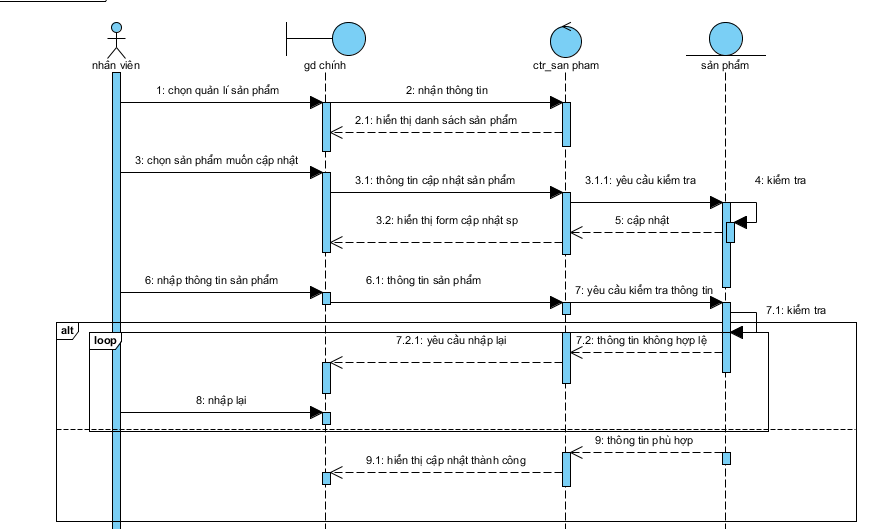 nhân viên
gd chính
ctr_san pham
sản phẩm
1: chọn quản lí sản phẩm
2: nhận thông tin
2.1: hiển thị danh sách sản phẩm
3: chọn sản phẩm muốn cập nhật
3.1: thông tin cập nhật sản phẩm
3.1.1: yêu cầu kiểm tra
4: kiểm tra
3.2: hiển thị form cập nhật sp
5: cập nhật
6: nhập thông tin sản phẩm
6.1: thông tin sản phẩm
7: yêu cầu kiểm tra thông tin
7.1: kiểm tra
alt
loop
7.2.1: yêu cầu nhập lại
7.2: thông tin không hợp lệ
8: nhập lại
9: thông tin phù hợp
9.1: hiển thị cập nhật thành công